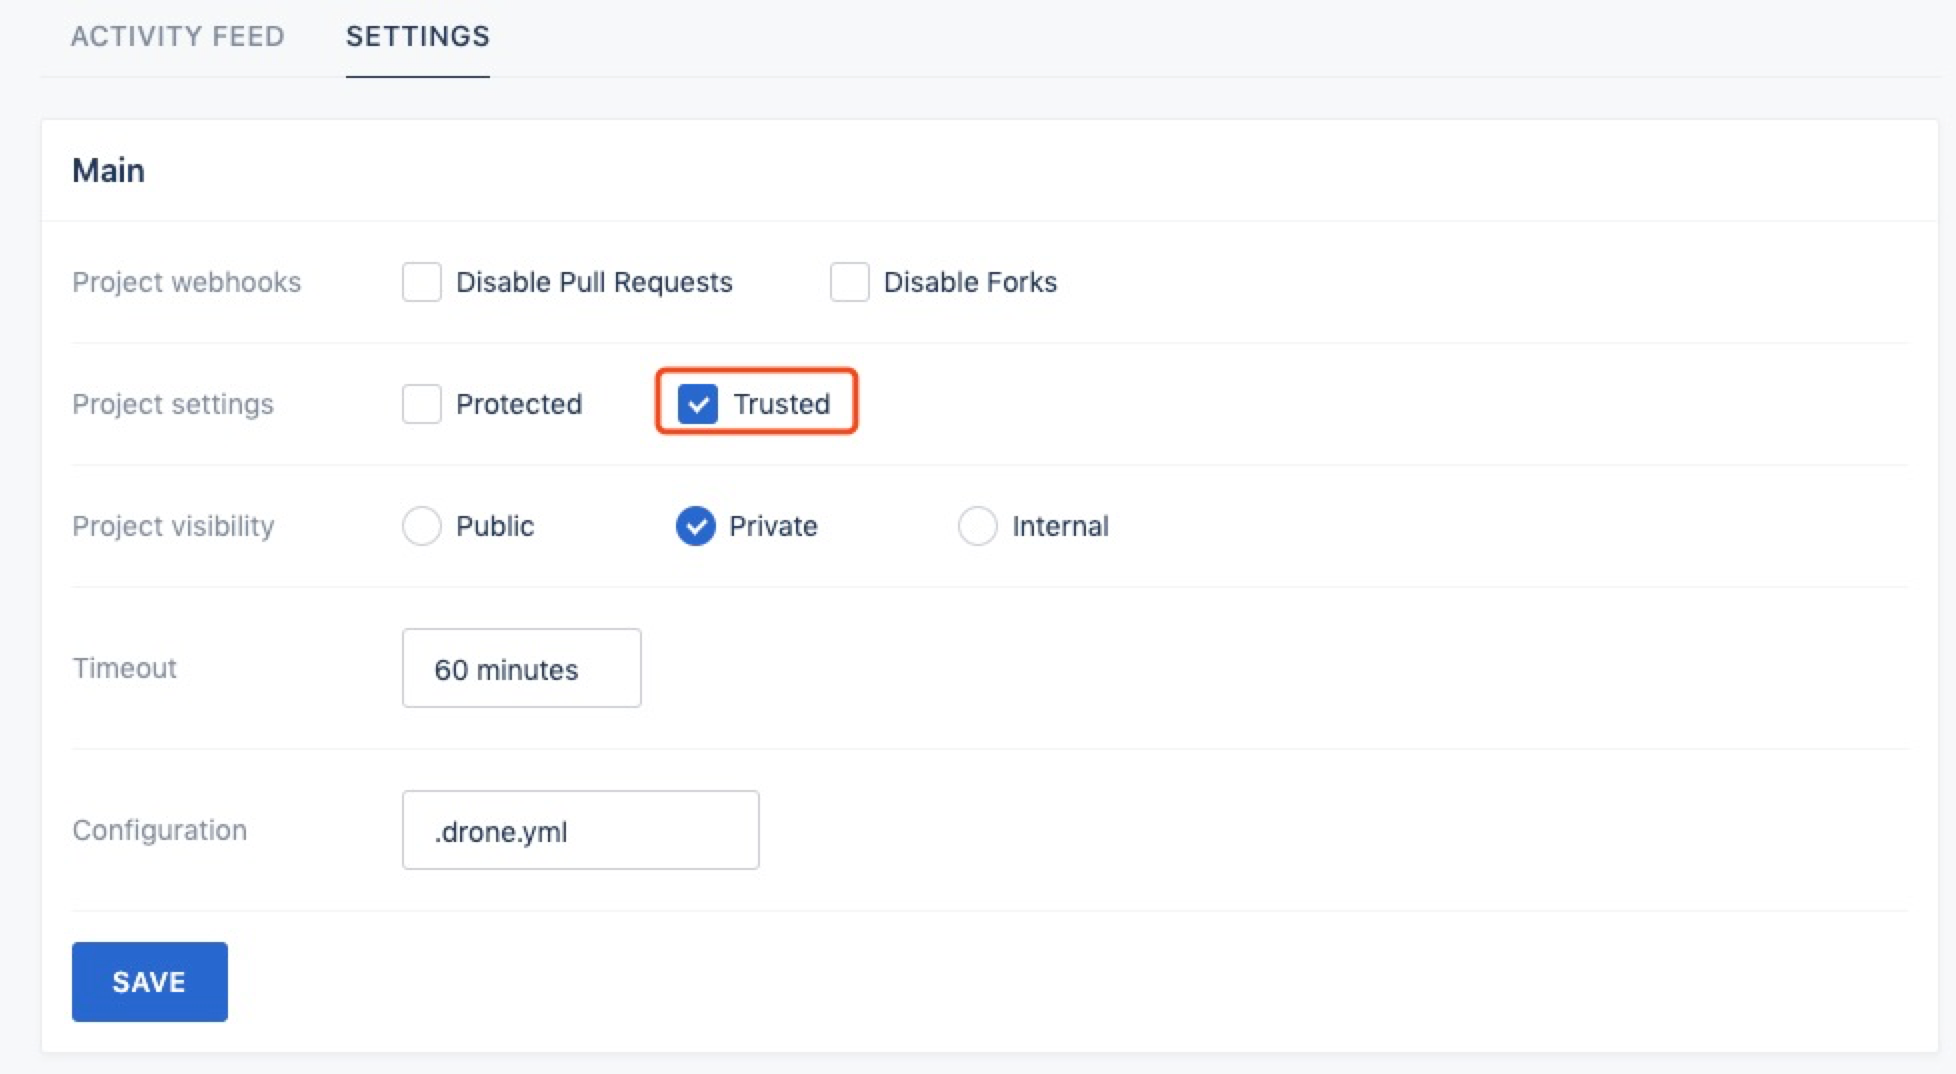 ACTIVITY FEED SETTINGS
Main
Project webhooks Disable Pull Requests Disable Forks
Project settings Protected Trusted
Project visibility Public Private Internal
Timeout 60 minutes
Configuration .drone.yml
SAVE